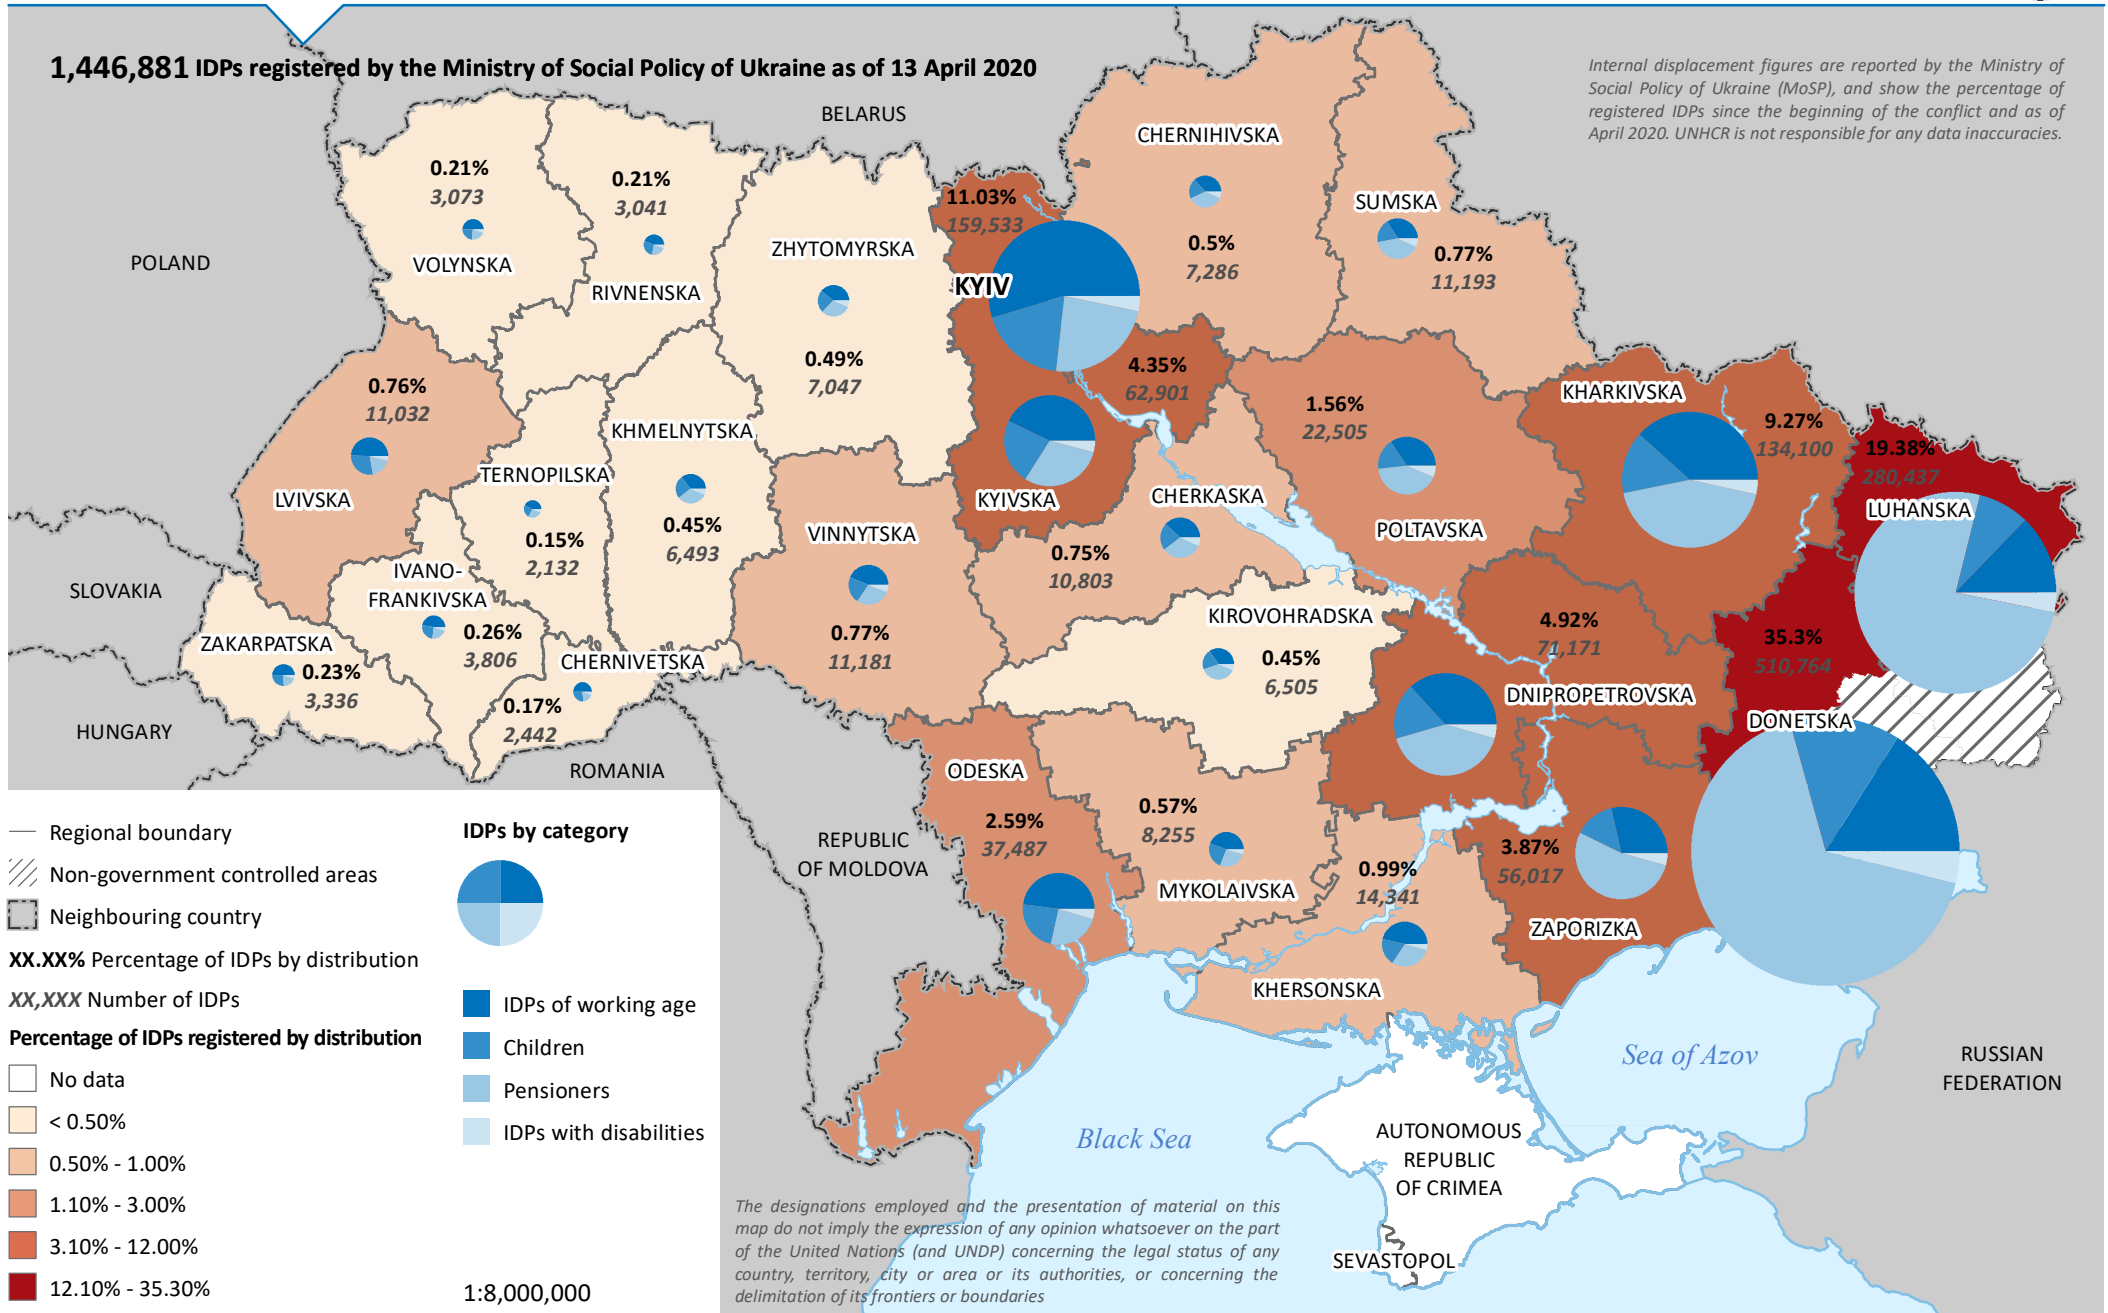 1,446,881 IDPs registered by the Ministry of Social Policy of Ukraine as of 13 April 2020
Internal displacement figures are reported by the Ministry of
Social Policy of Ukraine (MoSP), and show the percentage of
registered IDPs since the beginning of the conflict and as of
April 2020. UNHCR is not responsible for any data inaccuracies.
BELARUS
POLAND
SLOVAKIA
HUNGARY
ROMANIA
REPUBLIC
OF MOLDOVA
RUSSIAN
FEDERATION
0.21%
3,073
VOLYNSKA
0.21%
3,041
RIVNENSKA
ZHYTOMYRSKA
0.49%
7,047
11.03%
159,533
KYIV
4.35%
62,901
KYIVSKA
CHERNIHIVSKA
0.5%
7,286
SUMSKA
0.77%
11,193
0.76%
11,032
LVIVSKA
TERNOPILSKA
0.15%
2,132
KHMELNYTSKA
0.45%
6,493
VINNYTSKA
0.77%
11,181
CHERKASKA
0.75%
10,803
1.56%
22,505
POLTAVSKA
KHARKIVSKA
9.27%
134,100
19.38%
280,437
LUHANSKA
IVANO-
FRANKIVSKA
0.26%
3,806
ZAKARPATSKA
0.23%
3,336
CHERNIVETSKA
0.17%
2,442
KIROVOHRADSKA
0.45%
6,505
4.92%
71,171
DNIPROPETROVSKA
35.3%
510,764
DONETSKA
ODESKA
2.59%
37,487
0.57%
8,255
MYKOLAIVSKA
0.99%
14,341
KHERSONSKA
3.87%
56,017
ZAPORIZKA
Sea of Azov
Black Sea
AUTONOMOUS
REPUBLIC
OF CRIMEA
SEVASTOPOL
Regional boundary
Non-government controlled areas
Neighbouring country
XX.XX% Percentage of IDPs by distribution
XX,XXX Number of IDPs
Percentage of IDPs registered by distribution
No data
< 0.50%
0.50% - 1.00%
1.10% - 3.00%
3.10% - 12.00%
12.10% - 35.30%
IDPs by category
IDPs of working age
Children
Pensioners
IDPs with disabilities
1:8,000,000
The designations employed and the presentation of material on this
map do not imply the expression of any opinion whatsoever on the part
of the United Nations (and UNDP) concerning the legal status of any
country, territory, city or area or its authorities, or concerning the
delimitation of its frontiers or boundaries